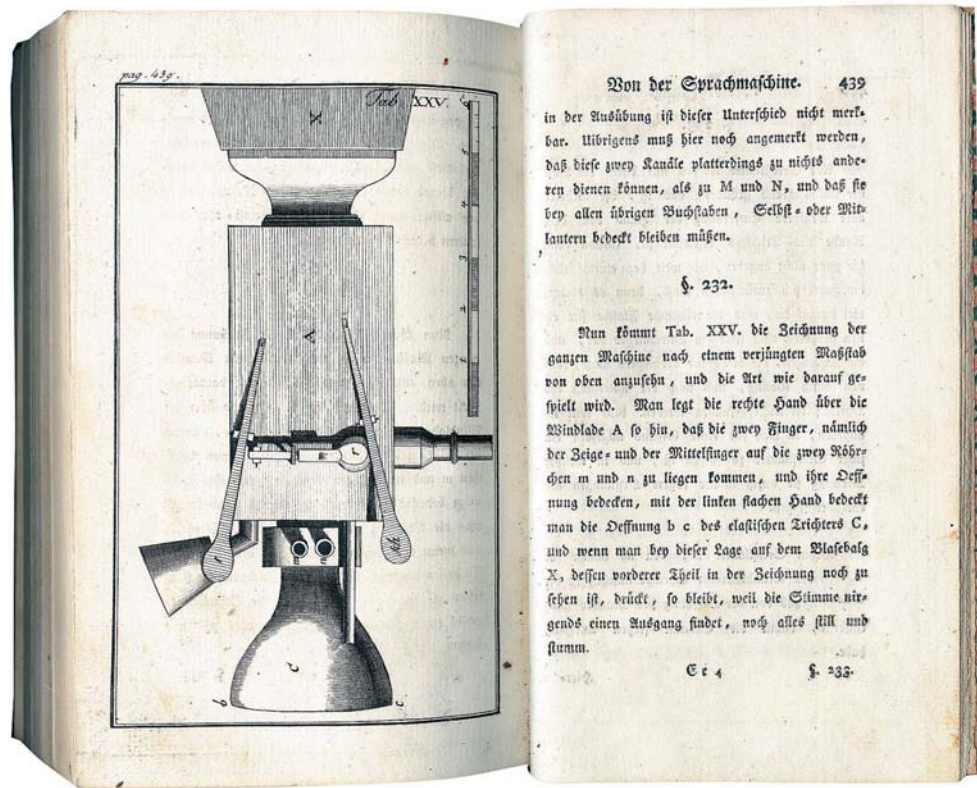 pag. 439.
Tab. XXV.
X
A
r
s
sch
m
n
C
b
c
1
2
3
4
5
6
Von der Sprachmaschine. 439
in der Ausübung ist dieser Unterschied nicht merk-
bar. Uibrigens muß hier noch angemerkt werden,
daß diese zwey Kanäle platterdings zu nichts ande-
ren dienen können, als zu M und N, und daß sie
bey allen übrigen Buchstaben, Selbst- oder Mit-
lautern bedeckt bleiben müßen.
§. 232.
Nun kömmt Tab. XXV. die Zeichnung der
ganzen Maschine nach einem verjüngten Maßstab
von oben anzusehn, und die Art wie darauf ge-
spielt wird. Man legt die rechte Hand über die
Windlade A so hin, daß die zwey Finger, nämlich
der Zeige- und der Mittelfinger auf die zwey Röhr-
chen m und n zu liegen kommen, und ihre Oeff-
nung bedecken, mit der linken flachen Hand bedeckt
man die Oeffnung b c des elastischen Trichters C,
und wenn man bey dieser Lage auf dem Blasebalg
X, dessen vorderer Theil in der Zeichnung noch zu
sehen ist, drückt, so bleibt, weil die Stimme nir-
gends einen Ausgang findet, noch alles still und
stumm.
Ee 4 §. 233.